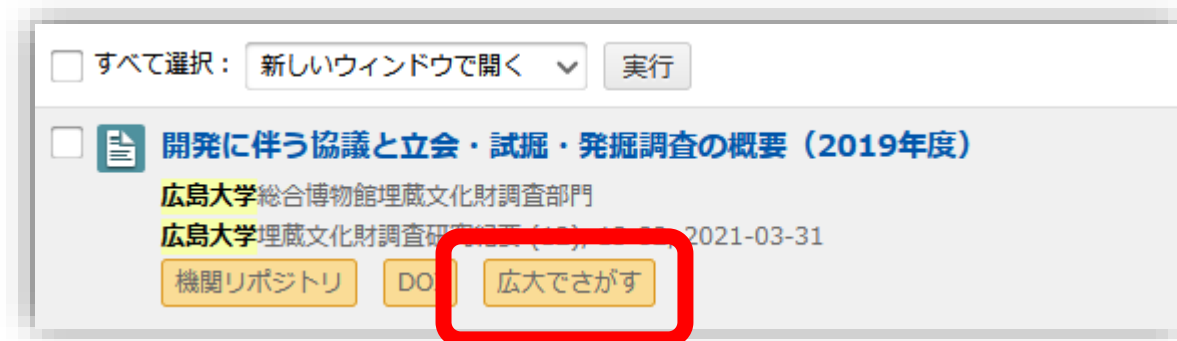 すべて選択： 新しいウィンドウで開く 実行
開発に伴う協議と立会・試掘・発掘調査の概要（2019年度）
広島大学総合博物館埋蔵文化財調査部門
広島大学埋蔵文化財調査研究紀要 2021-03-31
機関リポジトリ DOI 広大でさがす